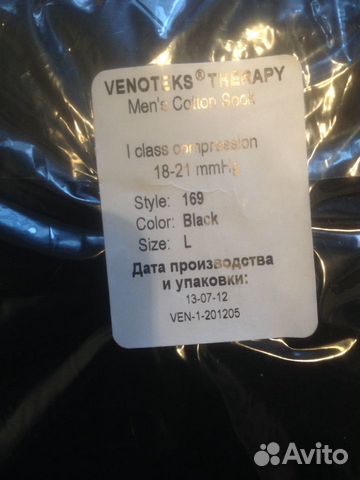 VENOTEKS® THERAPY
Men's Cotton Sock
I class compression
18-21 mmHg
Style: 169
Color: Black
Size: L
Дата производства
и упаковки:
13-07-12
VEN-1-201205
Avito